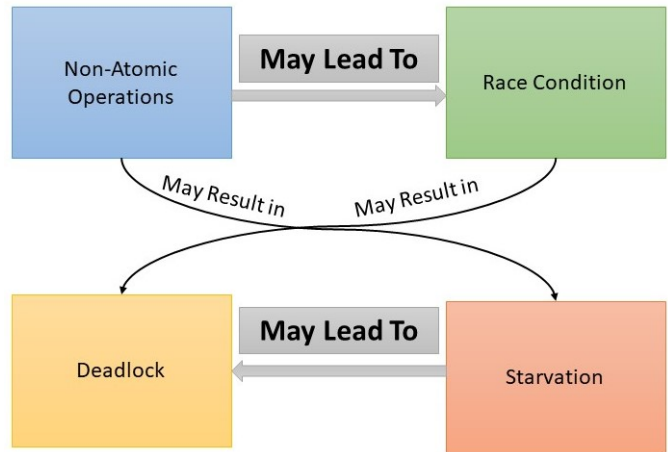 Non-Atomic
Operations
May Lead To
Race Condition
May Result in
May Result in
Deadlock
May Lead To
Starvation